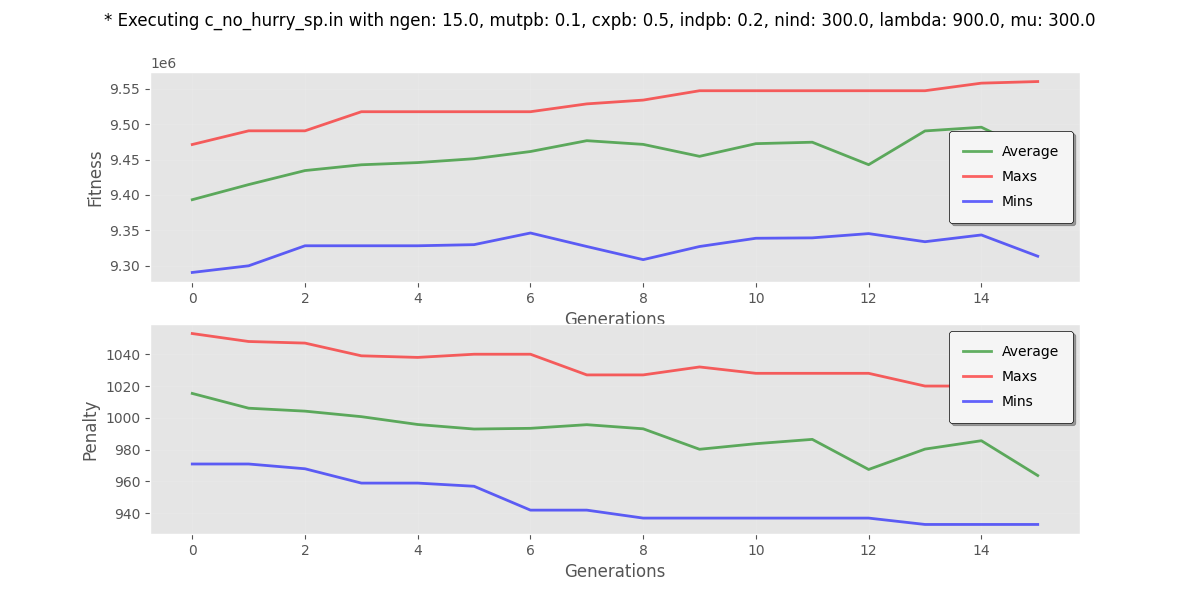 * Executing c_no_hurry_sp.in with ngen: 15.0, mutpb: 0.1, cxpb: 0.5, indpb: 0.2, nind: 300.0, lambda: 900.0, mu: 300.0
1e6
9.55
9.50
9.45
9.40
9.35
9.30
Fitness
Average
Maxs
Mins
0 2 4 6 8 10 12 14
Generations
1040
1020
1000
980
960
940
Penalty
Average
Maxs
Mins
0 2 4 6 8 10 12 14
Generations